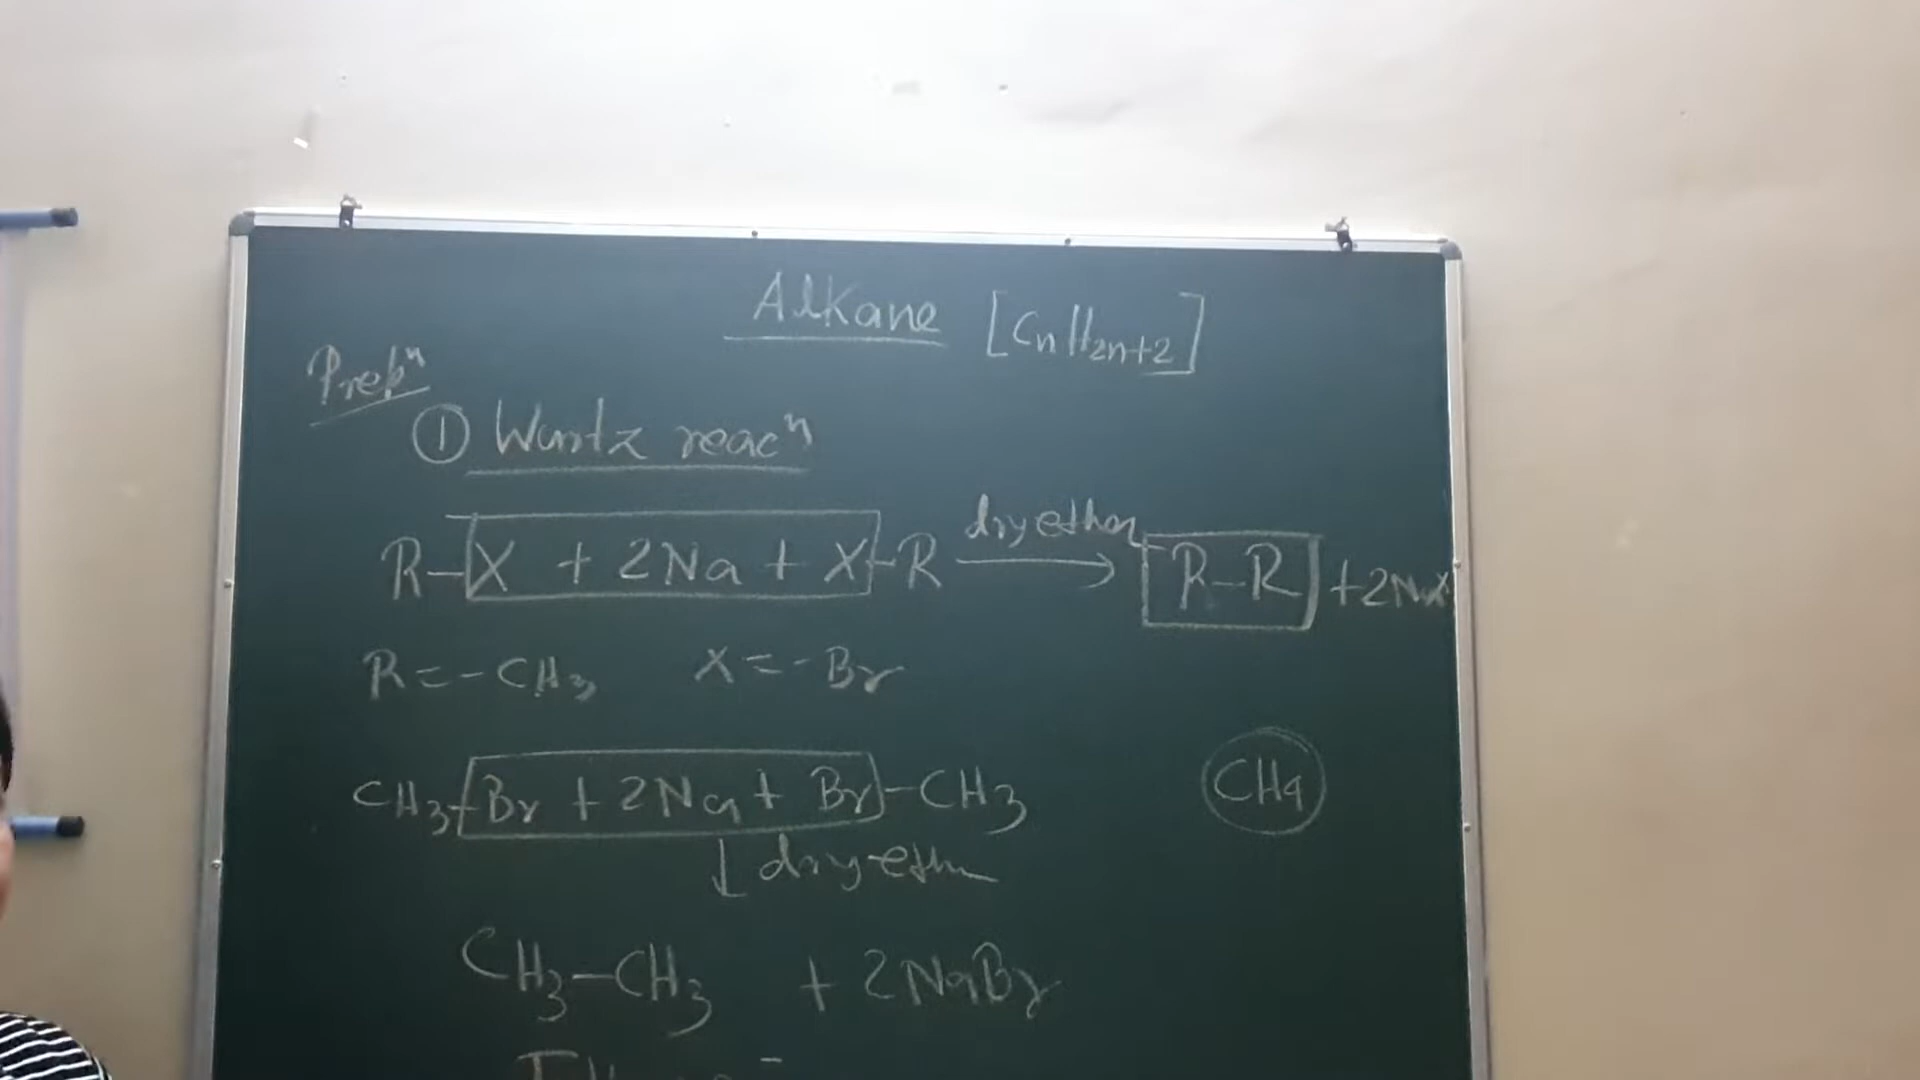 Alkane [CnH2n+2]
Prepⁿ
① Wurtz reacⁿ
R-X + 2Na + X-R dry ether → R-R + 2NaX
R = -CH3 X = -Br
CH3-Br + 2Na + Br-CH3
CH4
↓ dry ether
CH3-CH3 + 2NaBr